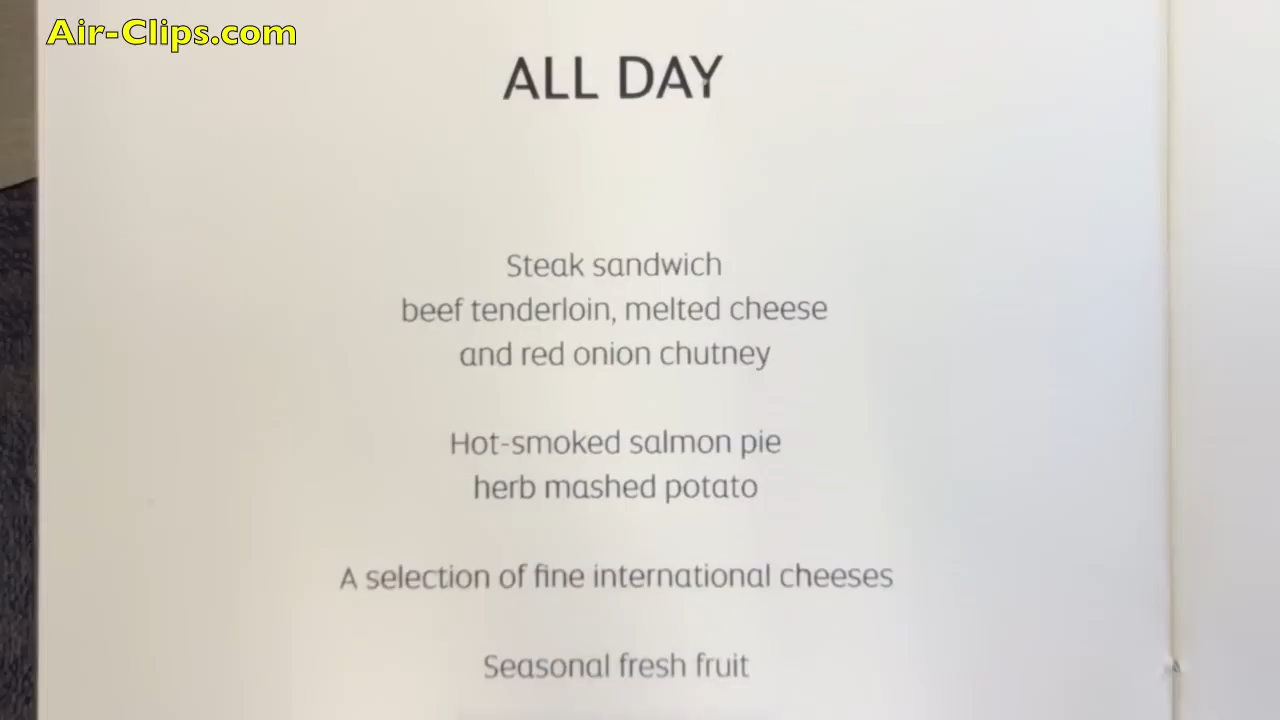 Air-Clips.com
ALL DAY
Steak sandwich
beef tenderloin, melted cheese
and red onion chutney
Hot-smoked salmon pie
herb mashed potato
A selection of fine international cheeses
Seasonal fresh fruit